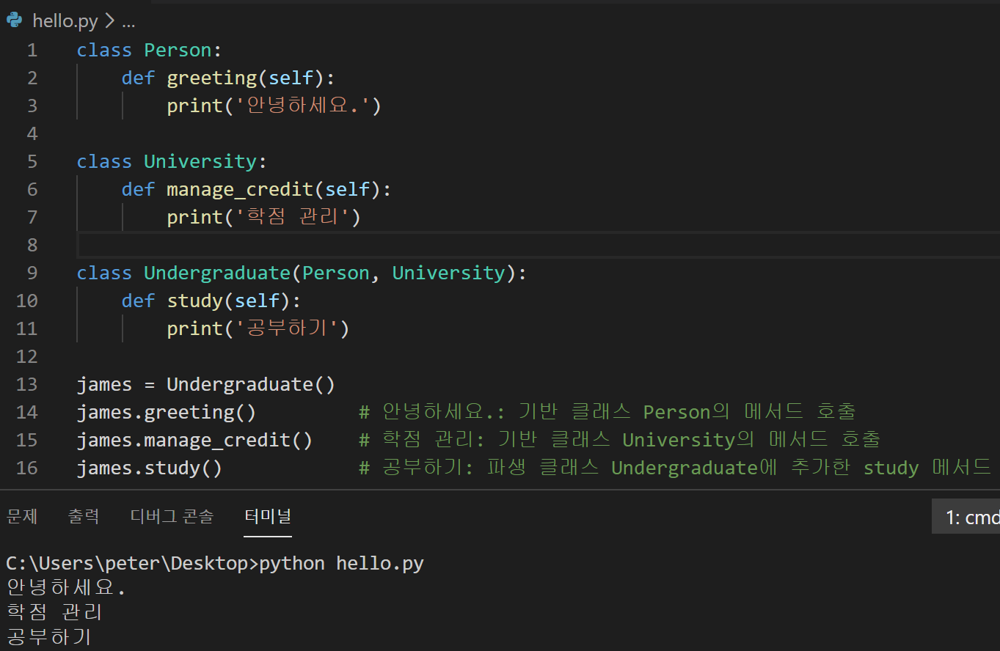 hello.py > ...
1 class Person:
2     def greeting(self):
3         print('안녕하세요.')
4
5 class University:
6     def manage_credit(self):
7         print('학점 관리')
8
9 class Undergraduate(Person, University):
10     def study(self):
11         print('공부하기')
12
13 james = Undergraduate()
14 james.greeting()         # 안녕하세요.: 기반 클래스 Person의 메서드 호출
15 james.manage_credit()    # 학점 관리: 기반 클래스 University의 메서드 호출
16 james.study()            # 공부하기: 파생 클래스 Undergraduate에 추가한 study 메서드
문제 출력 디버그 콘솔 터미널 1: cmd
C:\Users\peter\Desktop>python hello.py
안녕하세요.
학점 관리
공부하기